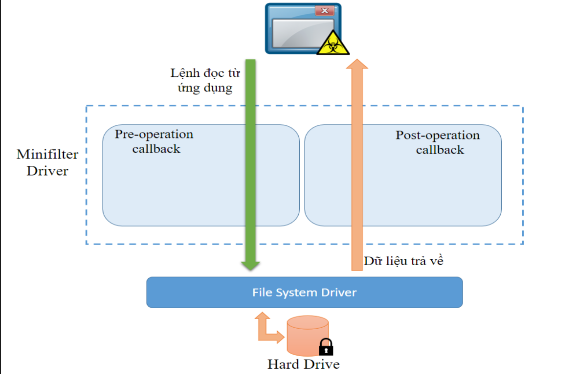 Lệnh đọc từ
ứng dụng
Pre-operation
callback
Post-operation
callback
Minifilter
Driver
Dữ liệu trả về
File System Driver
Hard Drive